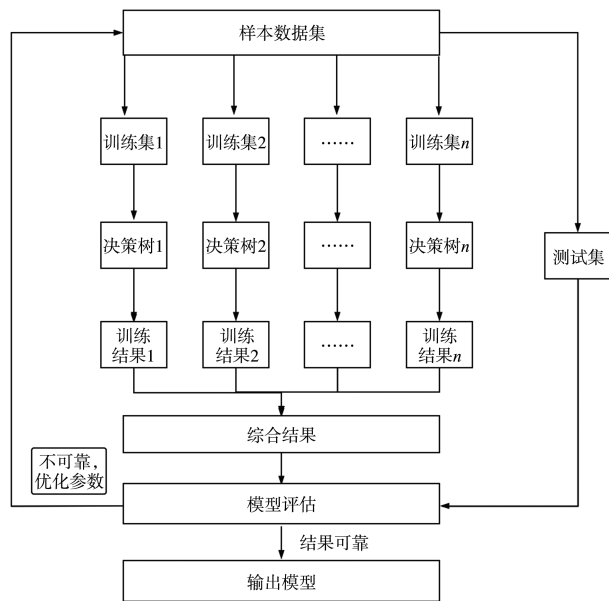 样本数据集
训练集1
训练集2
……
训练集n
决策树1
决策树2
……
决策树n
测试集
训练
结果1
训练
结果2
……
训练
结果n
综合结果
不可靠,
优化参数
模型评估
结果可靠
输出模型